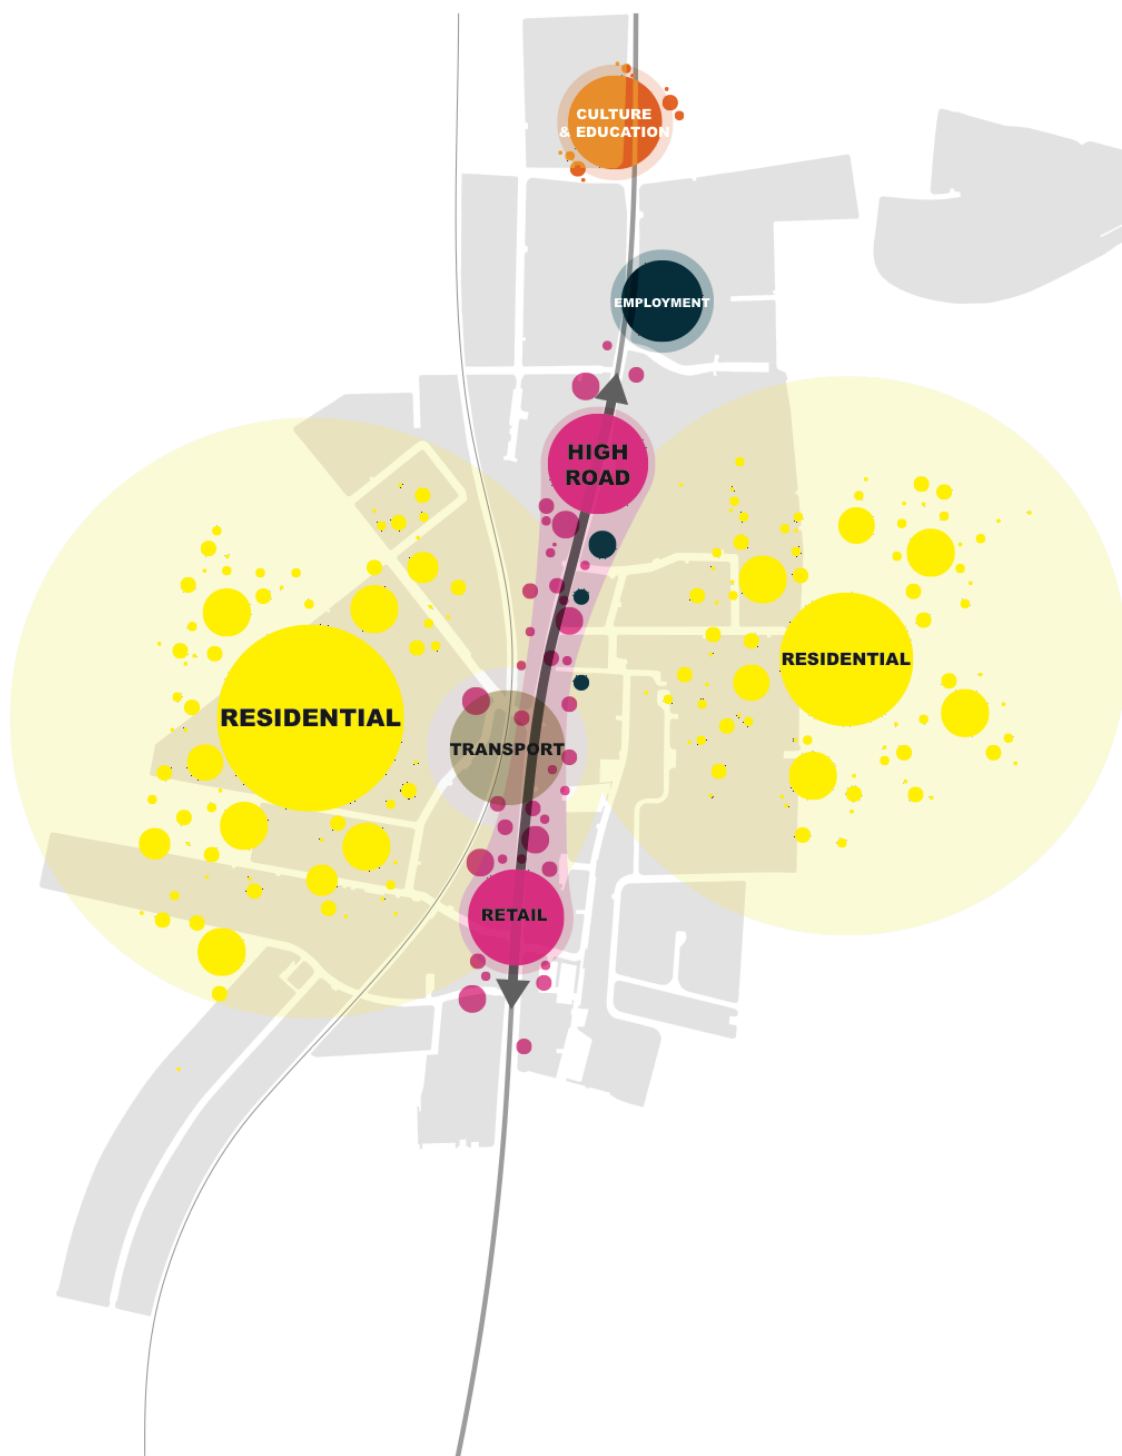 CULTURE
& EDUCATION
EMPLOYMENT
HIGH
ROAD
RESIDENTIAL
RESIDENTIAL
TRANSPORT
RETAIL